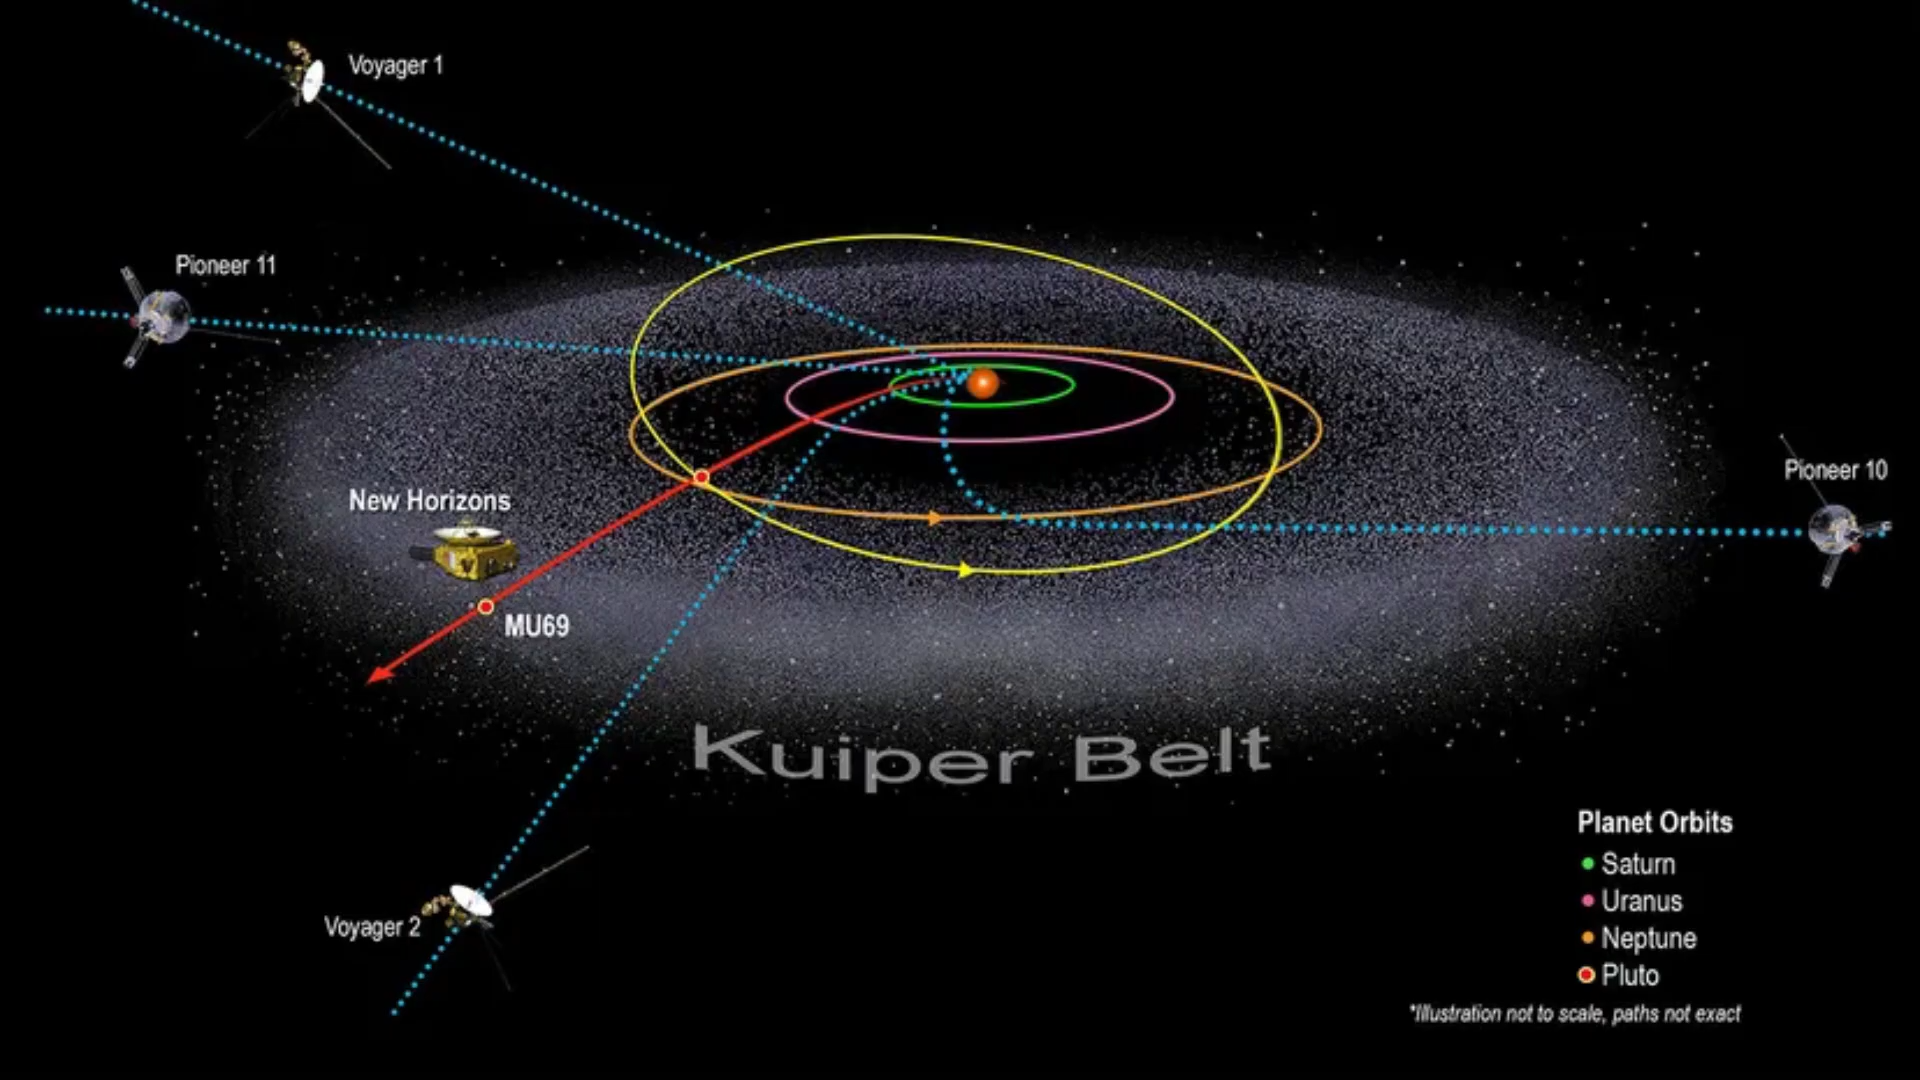 Voyager 1
Pioneer 11
Pioneer 10
New Horizons
MU69
Kuiper Belt
Voyager 2
Planet Orbits
Saturn
Uranus
Neptune
Pluto
*Illustration not to scale, paths not exact